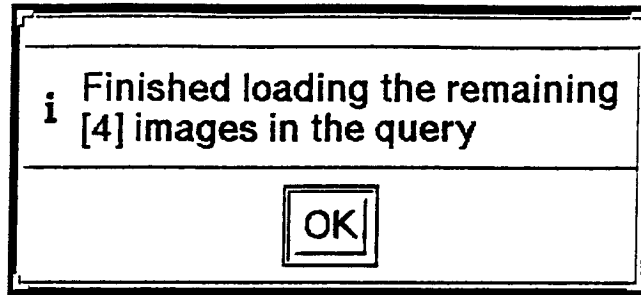 i Finished loading the remaining
[4] images in the query
OK